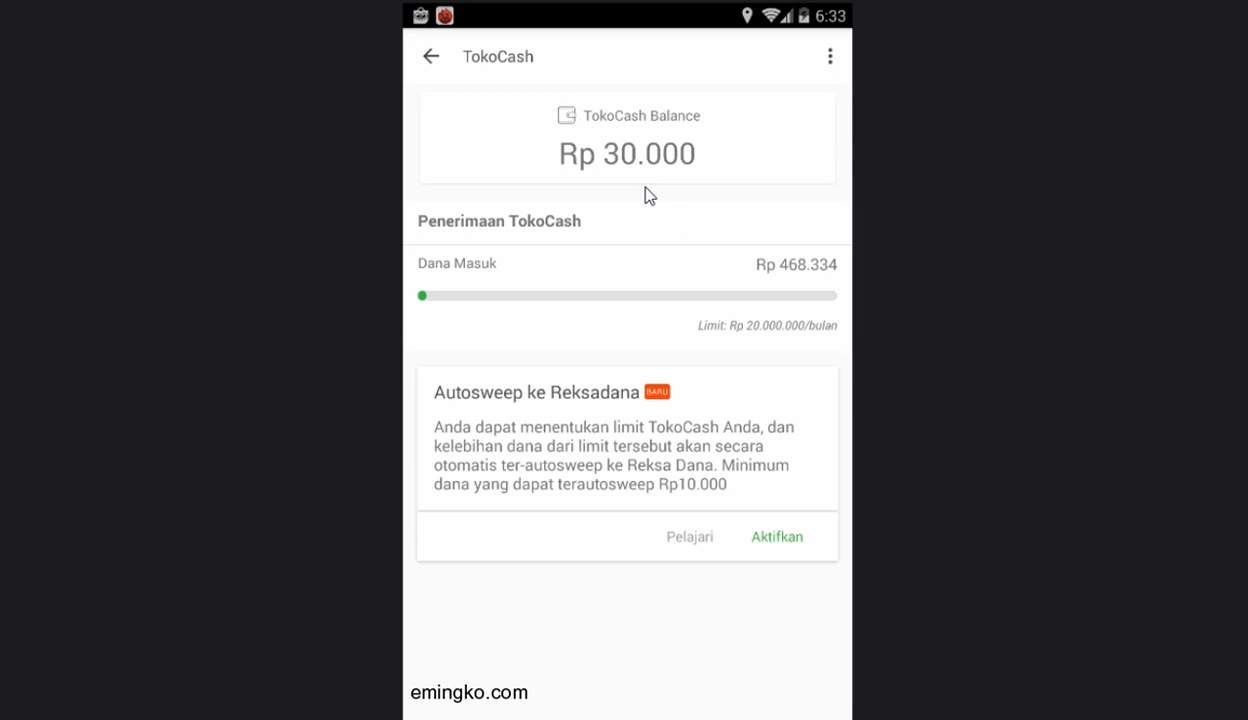 6:33
TokoCash
TokoCash Balance
Rp 30.000
Penerimaan TokoCash
Dana Masuk Rp 468.334
Limit: Rp 20.000.000/bulan
Autosweep ke Reksadana BARU
Anda dapat menentukan limit TokoCash Anda, dan
kelebihan dana dari limit tersebut akan secara
otomatis ter-autosweep ke Reksa Dana. Minimum
dana yang dapat terautosweep Rp10.000
Pelajari Aktifkan
emingko.com